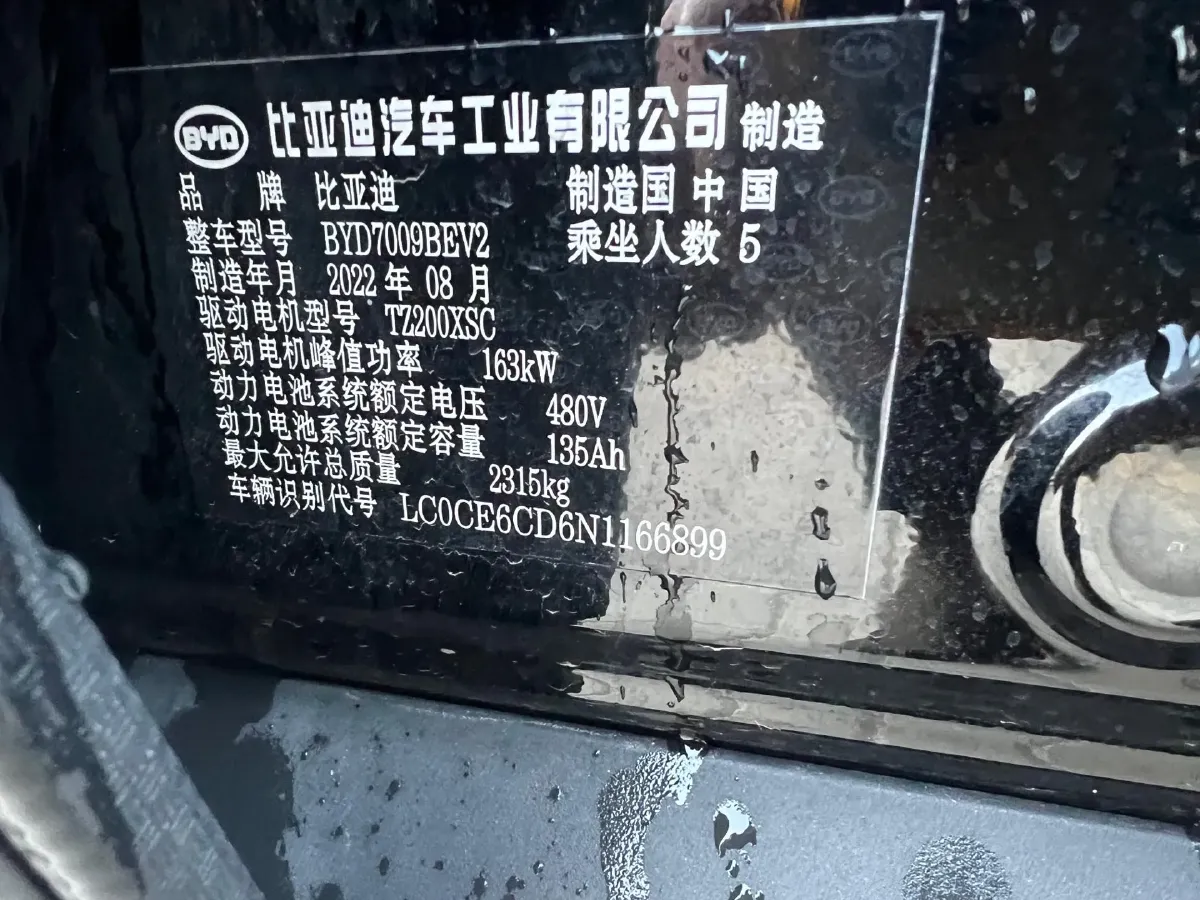 BYD 比亚迪汽车工业有限公司 制造
品 牌 比亚迪 制造国 中国
整车型号 BYD7009BEV2 乘坐人数 5
制造年月 2022 年 08 月
驱动电机型号 TZ200XSC
驱动电机峰值功率 163kW
动力电池系统额定电压 480V
动力电池系统额定容量 135Ah
最大允许总质量 2315kg
车辆识别代号 LC0CE6CD6N1166899